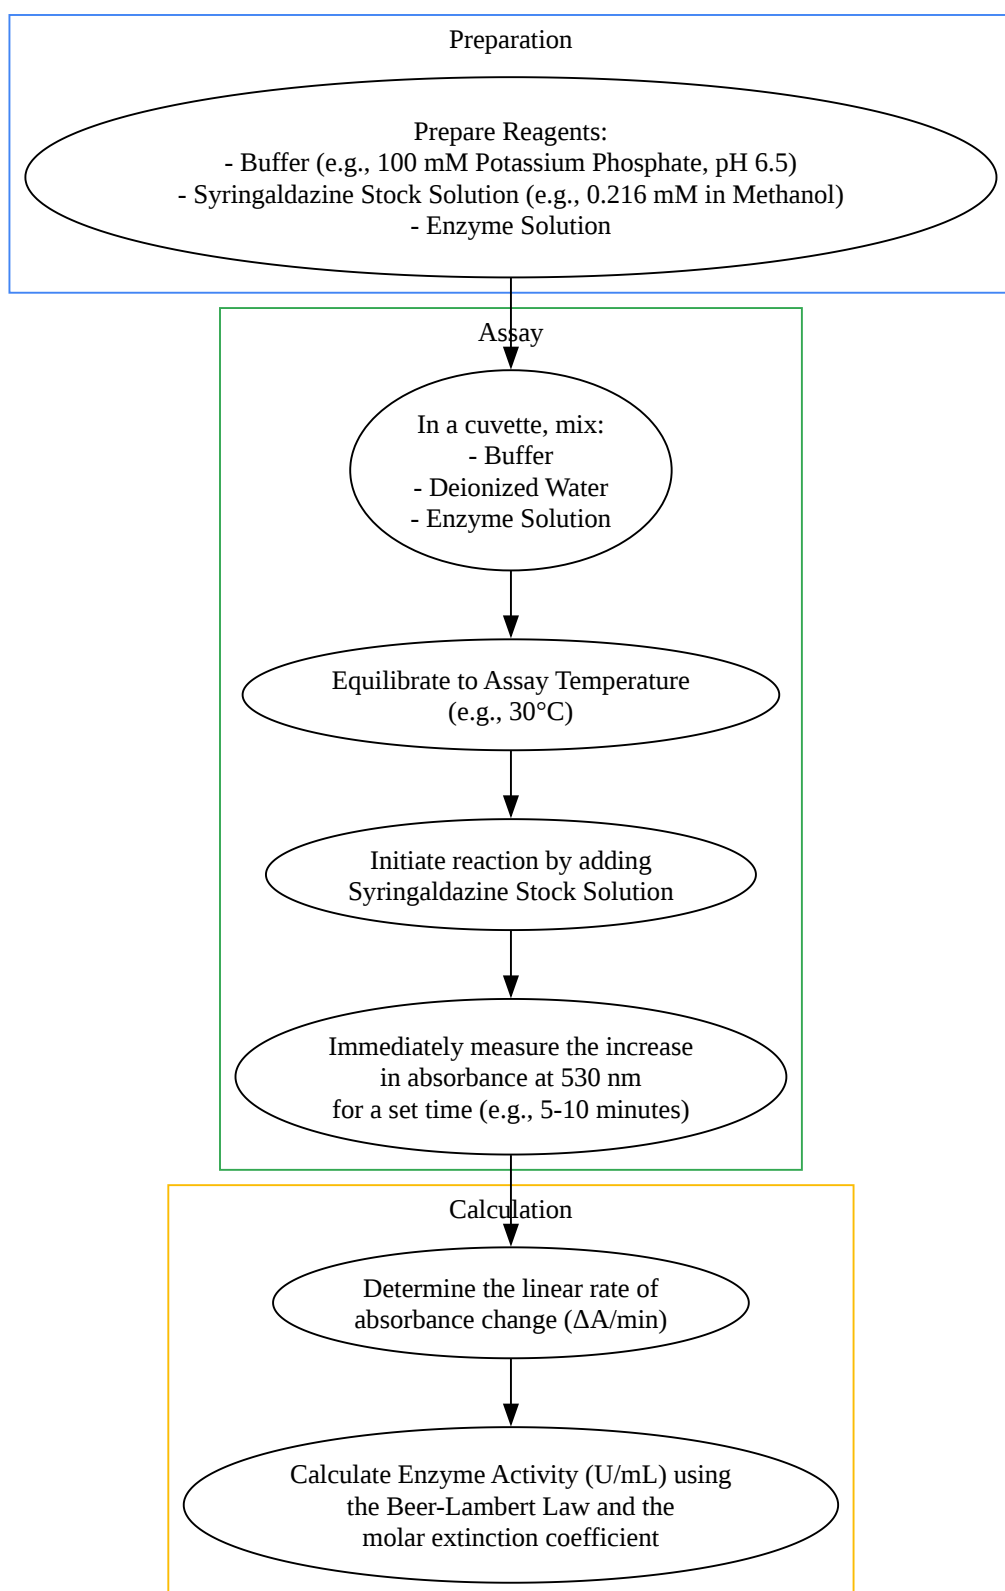 Preparation
Prepare Reagents:
- Buffer (e.g., 100 mM Potassium Phosphate, pH 6.5)
- Syringaldazine Stock Solution (e.g., 0.216 mM in Methanol)
- Enzyme Solution
Assay
In a cuvette, mix:
- Buffer
- Deionized Water
- Enzyme Solution
Equilibrate to Assay Temperature
(e.g., 30°C)
Initiate reaction by adding
Syringaldazine Stock Solution
Immediately measure the increase
in absorbance at 530 nm
for a set time (e.g., 5-10 minutes)
Calculation
Determine the linear rate of
absorbance change (ΔA/min)
Calculate Enzyme Activity (U/mL) using
the Beer-Lambert Law and the
molar extinction coefficient